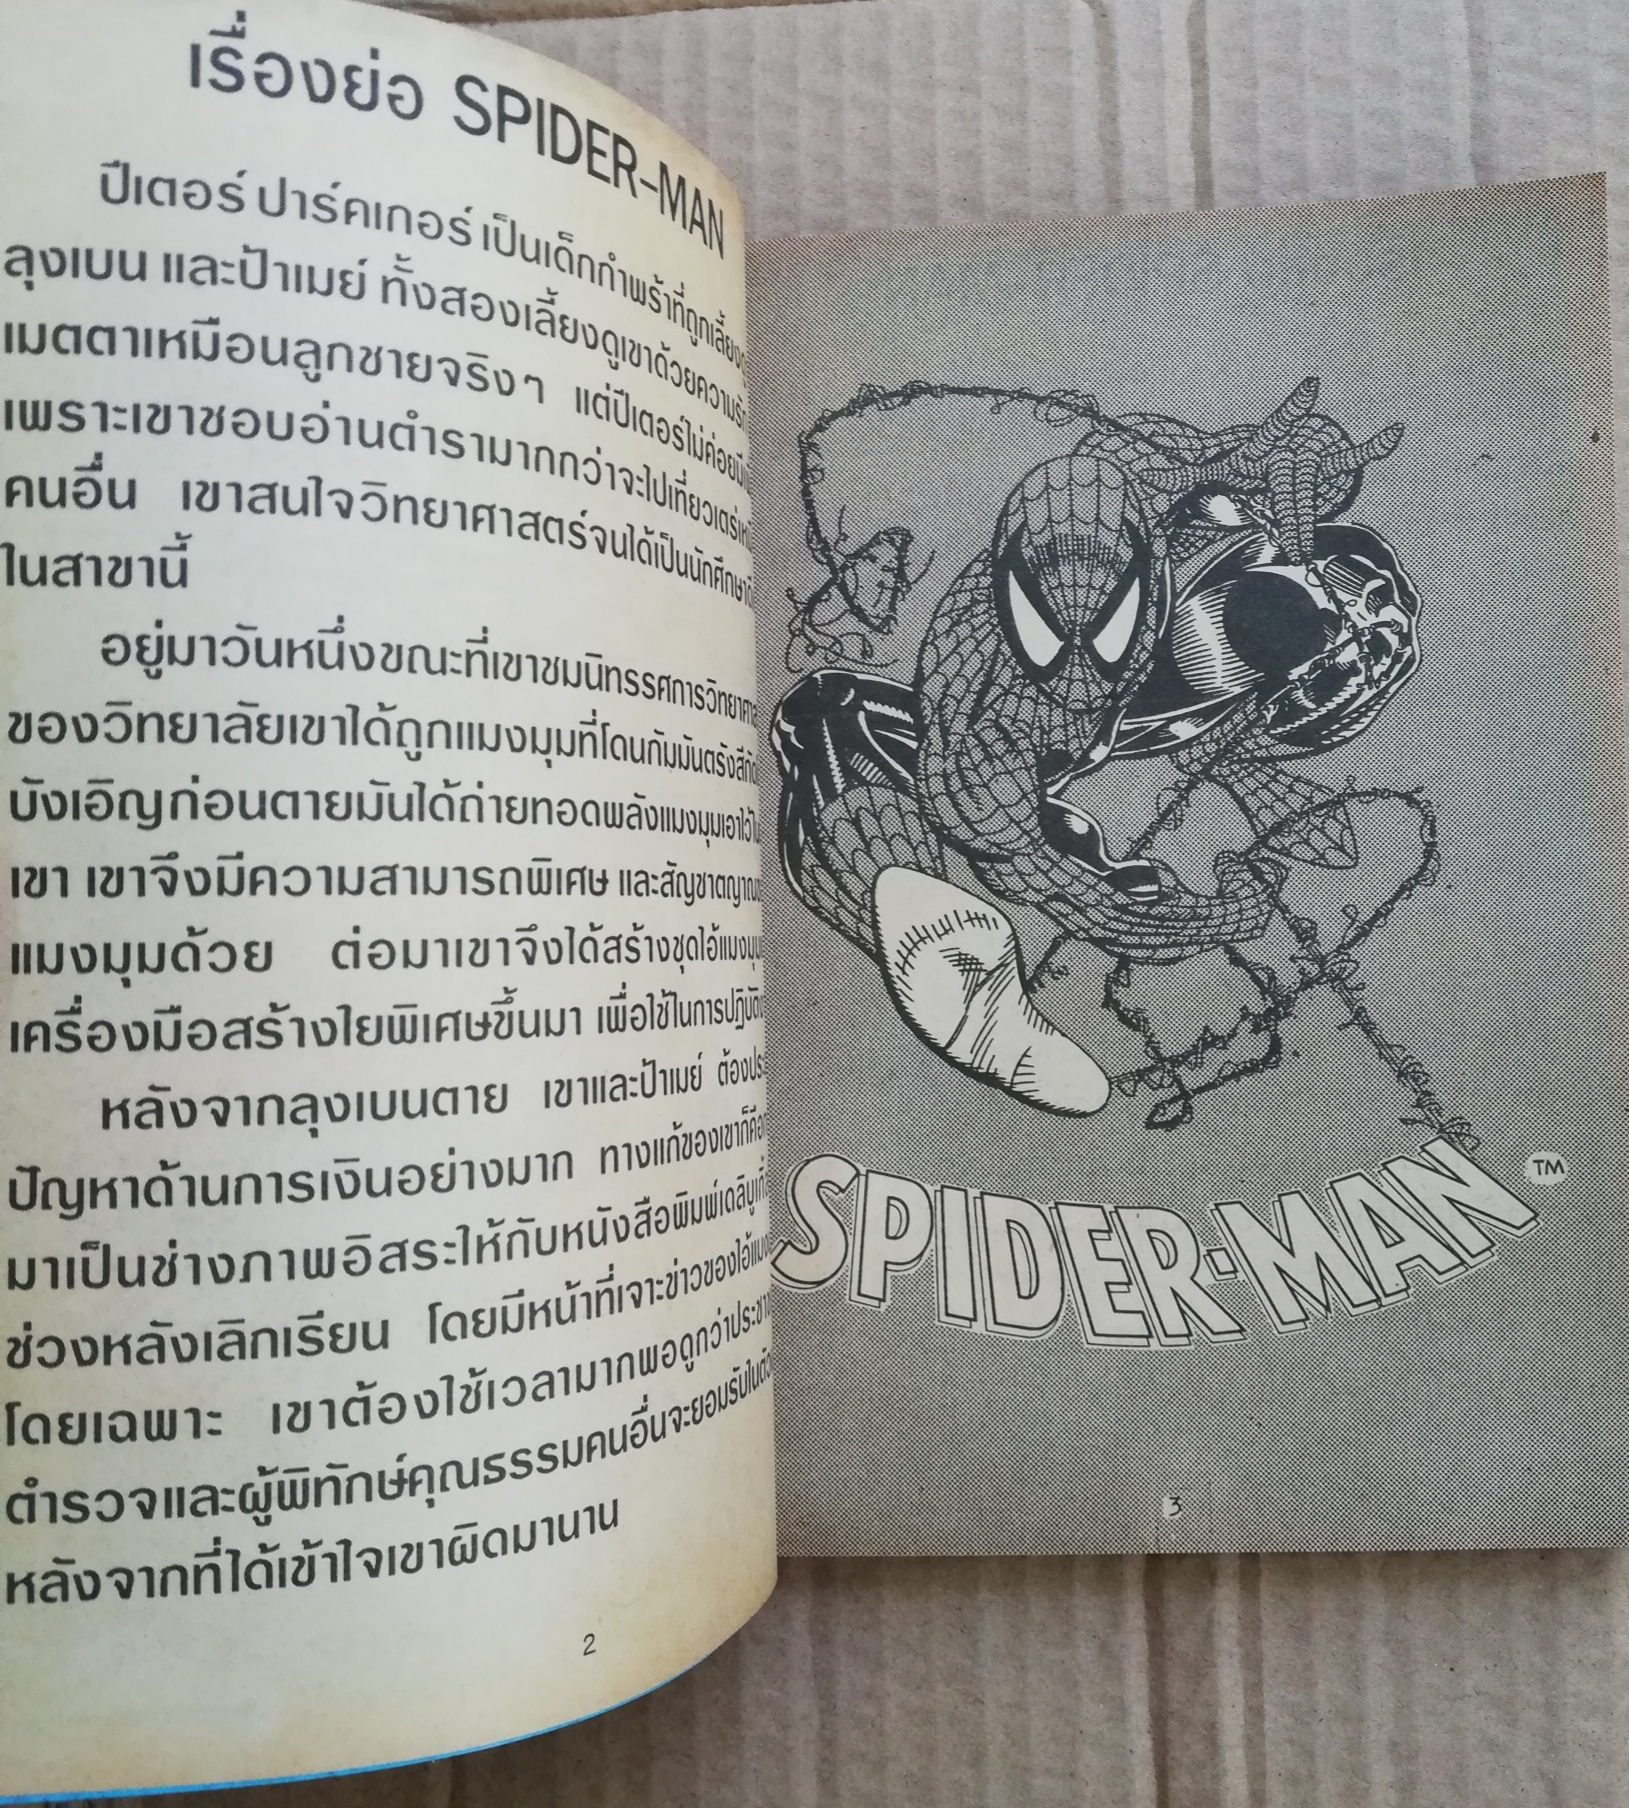 เรื่องย่อ SPIDER-MAN
ปีเตอร์ ปาร์คเกอร์ เป็นเด็กกำพร้าที่ถูกเลี้ยง
ลุงเบน และป้าเมย์ ทั้งสองเลี้ยงดูเขาด้วยความรัก
เมตตาเหมือนลูกชายจริงๆ แต่ปีเตอร์ไม่ค่อยมี
เพราะเขาชอบอ่านตำรามากกว่าจะไปเที่ยวเตร่
คนอื่น เขาสนใจวิทยาศาสตร์จนได้เป็นนักศึกษา
ในสาขานี้
อยู่มาวันหนึ่งขณะที่เขาชมนิทรรศการวิทยาศา
ของวิทยาลัยเขาได้ถูกแมงมุมที่โดนกัมมันตรังสีกัด
บังเอิญก่อนตายมันได้ถ่ายทอดพลังแมงมุมเอาไว้
เขา เขาจึงมีความสามารถพิเศษ และสัญชาตญาณ
แมงมุมด้วย ต่อมาเขาจึงได้สร้างชุดไอ้แมงมุม
เครื่องมือสร้างใยพิเศษขึ้นมา เพื่อใช้ในการปฏิบัติ
หลังจากลุงเบนตาย เขาและป้าเมย์ ต้องประ
ปัญหาด้านการเงินอย่างมาก ทางแก้ของเขาก็คือ
มาเป็นช่างภาพอิสระให้กับหนังสือพิมพ์เดลิบูเกิ้ล
ช่วงหลังเลิกเรียน โดยมีหน้าที่เจาะข่าวของไอ้แมง
โดยเฉพาะ เขาต้องใช้เวลามากพอดูกว่าประชา
ตำรวจและผู้พิทักษ์คุณธรรมคนอื่นจะยอมรับในตัว
หลังจากที่ได้เข้าใจเขาผิดมานาน
2
SPIDER-MAN TM
3